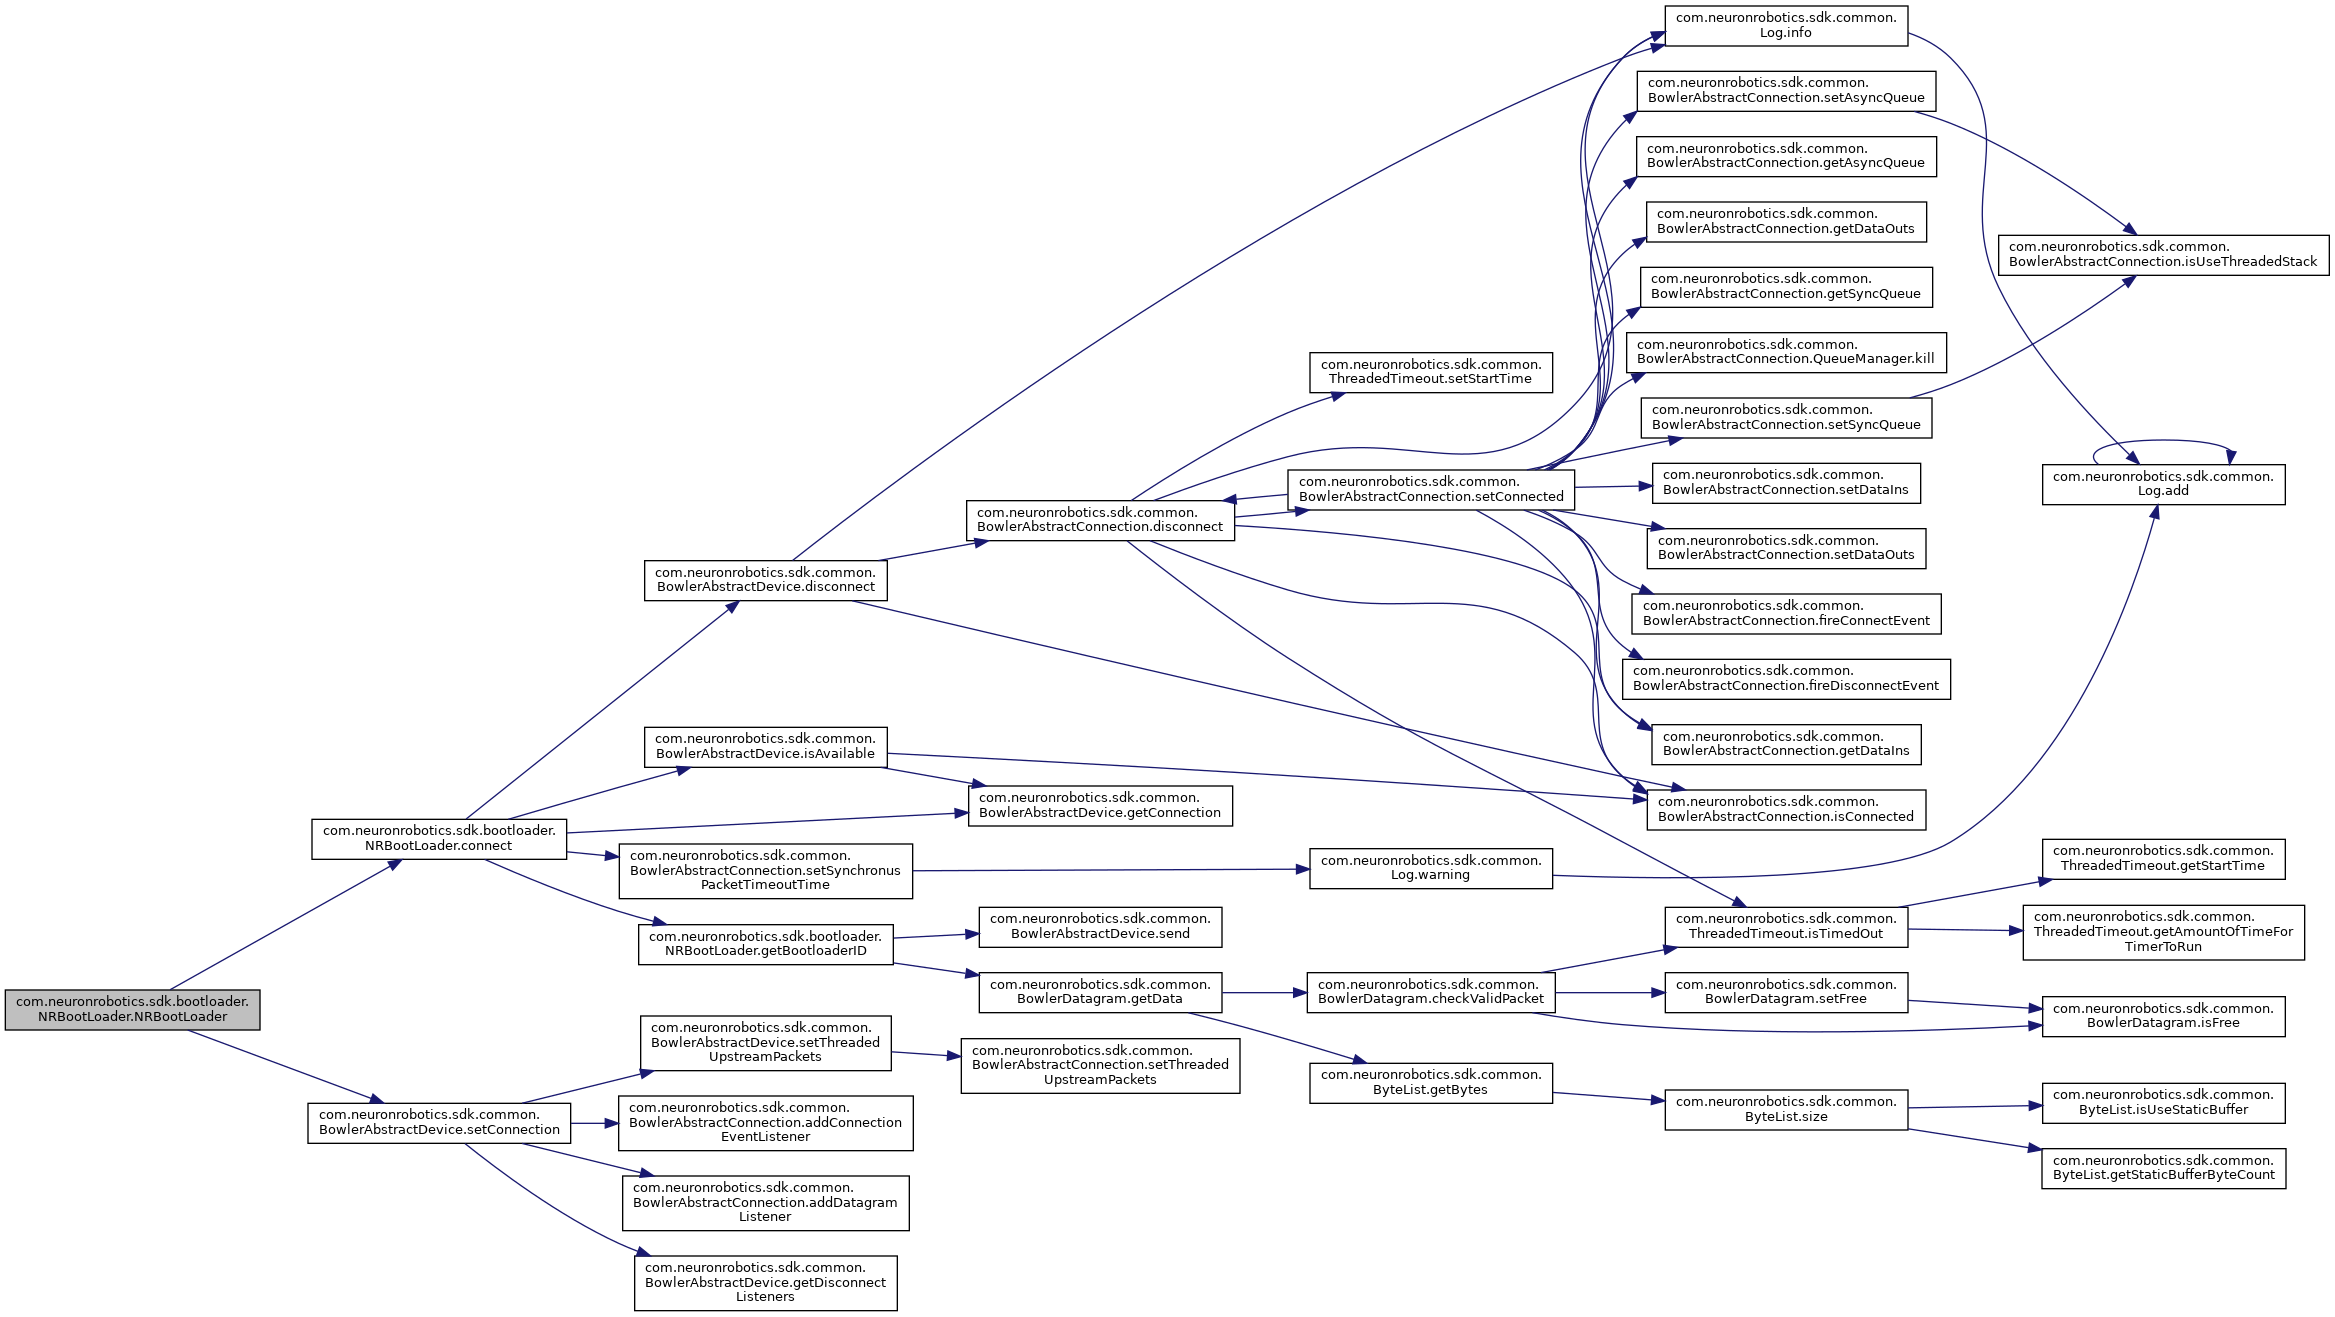 com.neuronrobotics.sdk.bootloader.
NRBootLoader.NRBootLoader
com.neuronrobotics.sdk.bootloader.
NRBootLoader.connect
com.neuronrobotics.sdk.common.
BowlerAbstractDevice.setConnection
com.neuronrobotics.sdk.common.
BowlerAbstractDevice.disconnect
com.neuronrobotics.sdk.common.
BowlerAbstractDevice.isAvailable
com.neuronrobotics.sdk.common.
BowlerAbstractConnection.setSynchronus
PacketTimeoutTime
com.neuronrobotics.sdk.bootloader.
NRBootLoader.getBootloaderID
com.neuronrobotics.sdk.common.
BowlerAbstractDevice.setThreaded
UpstreamPackets
com.neuronrobotics.sdk.common.
BowlerAbstractConnection.addConnection
EventListener
com.neuronrobotics.sdk.common.
BowlerAbstractConnection.addDatagram
Listener
com.neuronrobotics.sdk.common.
BowlerAbstractDevice.getDisconnect
Listeners
com.neuronrobotics.sdk.common.
BowlerAbstractConnection.disconnect
com.neuronrobotics.sdk.common.
BowlerAbstractDevice.getConnection
com.neuronrobotics.sdk.common.
BowlerAbstractDevice.send
com.neuronrobotics.sdk.common.
BowlerDatagram.getData
com.neuronrobotics.sdk.common.
BowlerAbstractConnection.setThreaded
UpstreamPackets
com.neuronrobotics.sdk.common.
ThreadedTimeout.setStartTime
com.neuronrobotics.sdk.common.
BowlerAbstractConnection.setConnected
com.neuronrobotics.sdk.common.
Log.warning
com.neuronrobotics.sdk.common.
BowlerDatagram.checkValidPacket
com.neuronrobotics.sdk.common.
ByteList.getBytes
com.neuronrobotics.sdk.common.
Log.info
com.neuronrobotics.sdk.common.
BowlerAbstractConnection.setAsyncQueue
com.neuronrobotics.sdk.common.
BowlerAbstractConnection.getAsyncQueue
com.neuronrobotics.sdk.common.
BowlerAbstractConnection.getDataOuts
com.neuronrobotics.sdk.common.
BowlerAbstractConnection.getSyncQueue
com.neuronrobotics.sdk.common.
BowlerAbstractConnection.QueueManager.kill
com.neuronrobotics.sdk.common.
BowlerAbstractConnection.setSyncQueue
com.neuronrobotics.sdk.common.
BowlerAbstractConnection.setDataIns
com.neuronrobotics.sdk.common.
BowlerAbstractConnection.setDataOuts
com.neuronrobotics.sdk.common.
BowlerAbstractConnection.fireConnectEvent
com.neuronrobotics.sdk.common.
BowlerAbstractConnection.fireDisconnectEvent
com.neuronrobotics.sdk.common.
BowlerAbstractConnection.getDataIns
com.neuronrobotics.sdk.common.
BowlerAbstractConnection.isConnected
com.neuronrobotics.sdk.common.
ThreadedTimeout.isTimedOut
com.neuronrobotics.sdk.common.
BowlerDatagram.setFree
com.neuronrobotics.sdk.common.
ByteList.size
com.neuronrobotics.sdk.common.
BowlerAbstractConnection.isUseThreadedStack
com.neuronrobotics.sdk.common.
Log.add
com.neuronrobotics.sdk.common.
ThreadedTimeout.getStartTime
com.neuronrobotics.sdk.common.
ThreadedTimeout.getAmountOfTimeFor
TimerToRun
com.neuronrobotics.sdk.common.
BowlerDatagram.isFree
com.neuronrobotics.sdk.common.
ByteList.isUseStaticBuffer
com.neuronrobotics.sdk.common.
ByteList.getStaticBufferByteCount